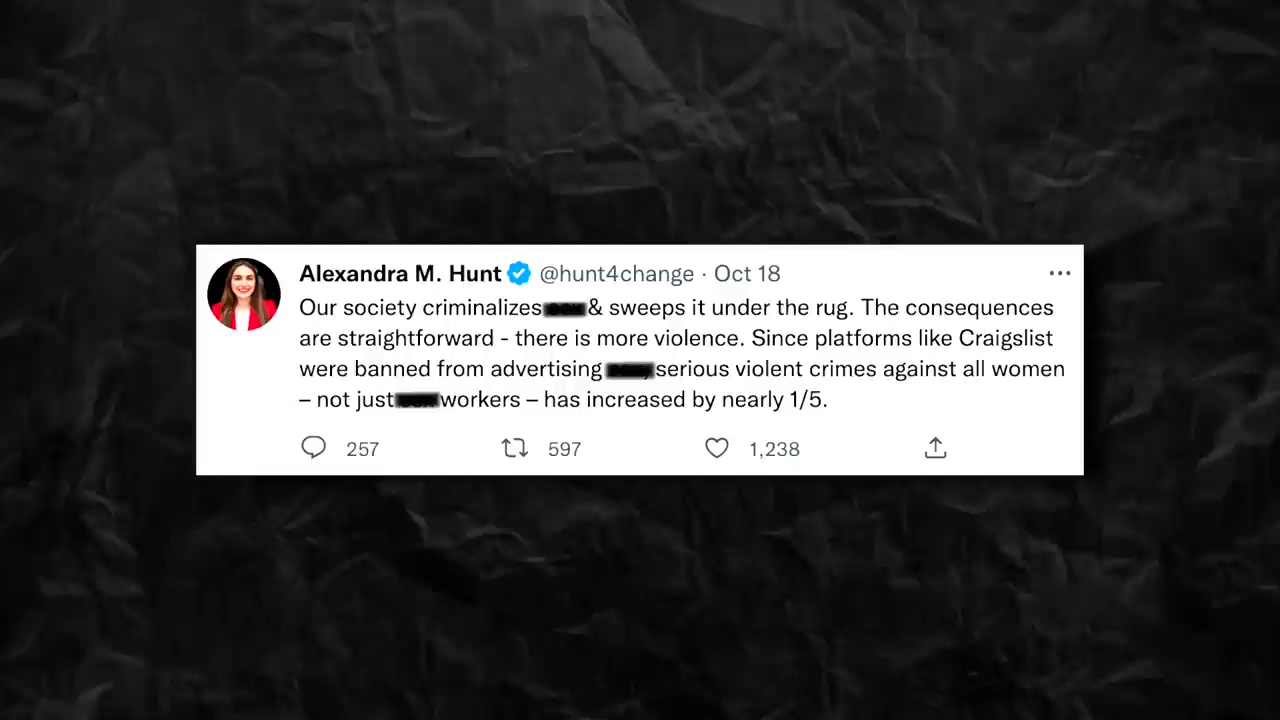 Alexandra M. Hunt @hunt4change · Oct 18
Our society criminalizes & sweeps it under the rug. The consequences
are straightforward - there is more violence. Since platforms like Craigslist
were banned from advertising serious violent crimes against all women
– not just workers – has increased by nearly 1/5.
257 597 1,238